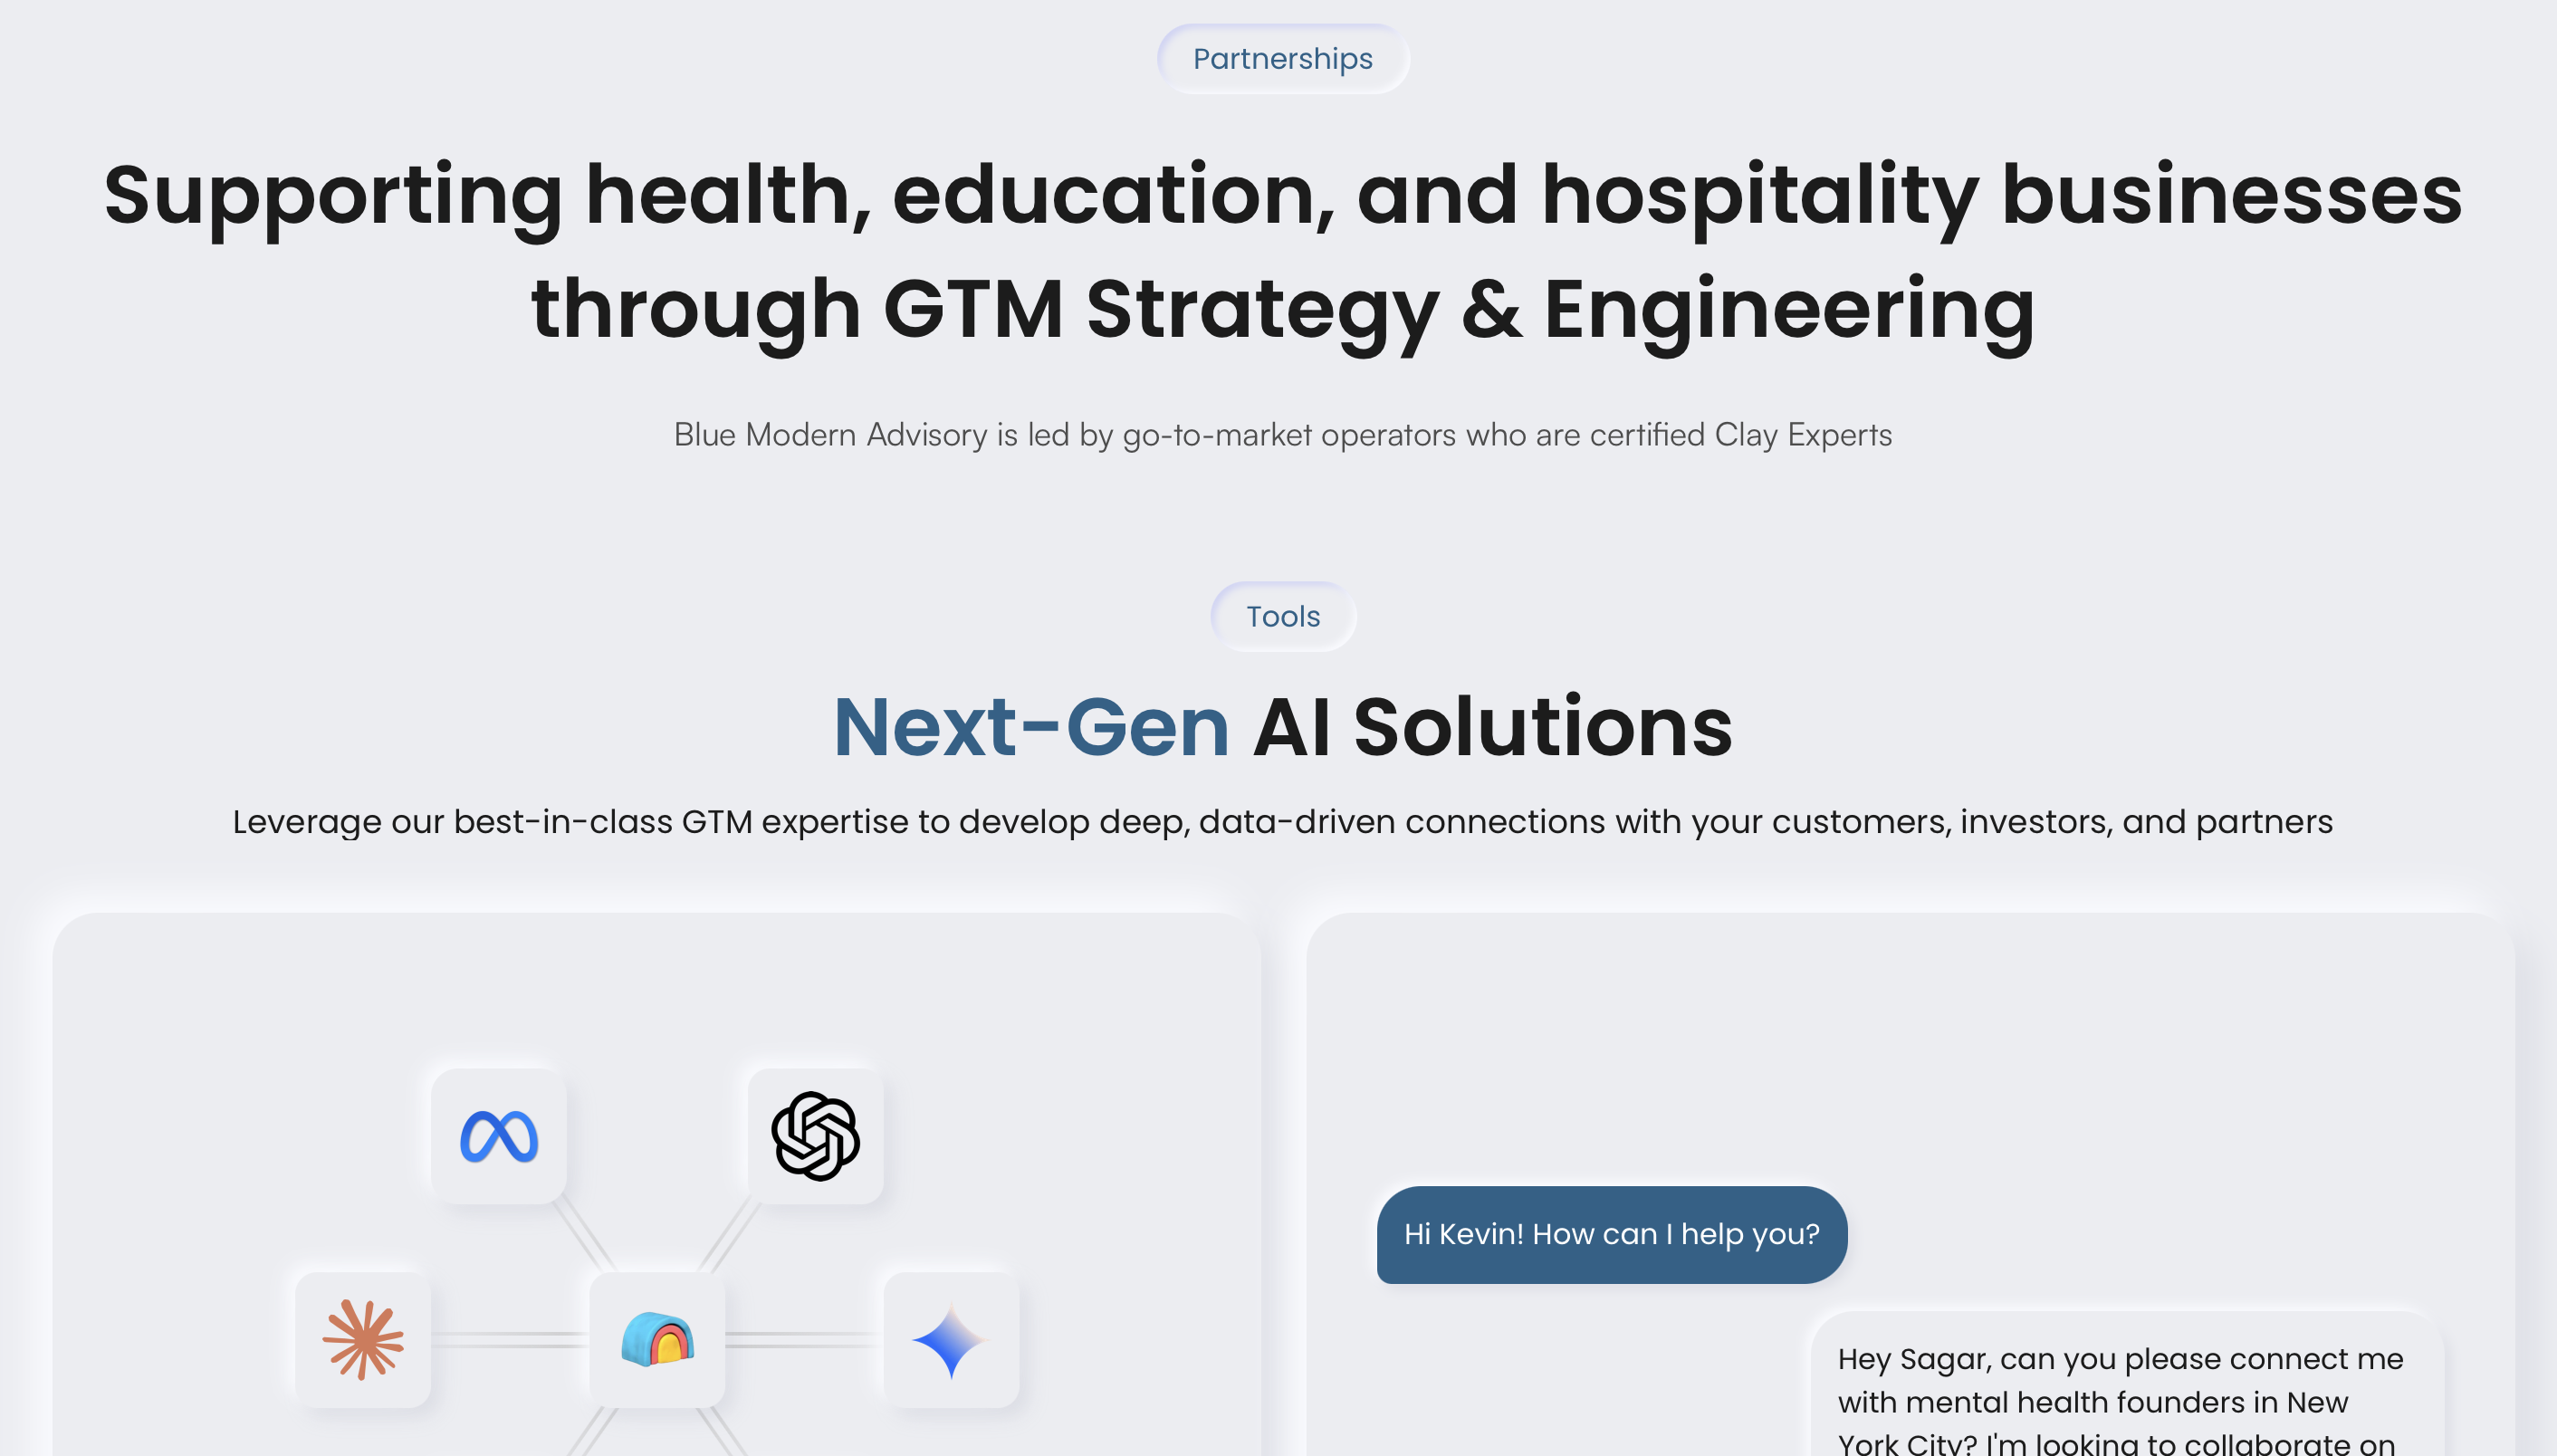 Partnerships
Supporting health, education, and hospitality businesses
through GTM Strategy & Engineering
Blue Modern Advisory is led by go-to-market operators who are certified Clay Experts
Tools
Next-Gen AI Solutions
Leverage our best-in-class GTM expertise to develop deep, data-driven connections with your customers, investors, and partners
Hi Kevin! How can I help you?
Hey Sagar, can you please connect me
with mental health founders in New
York City? I'm looking to collaborate on